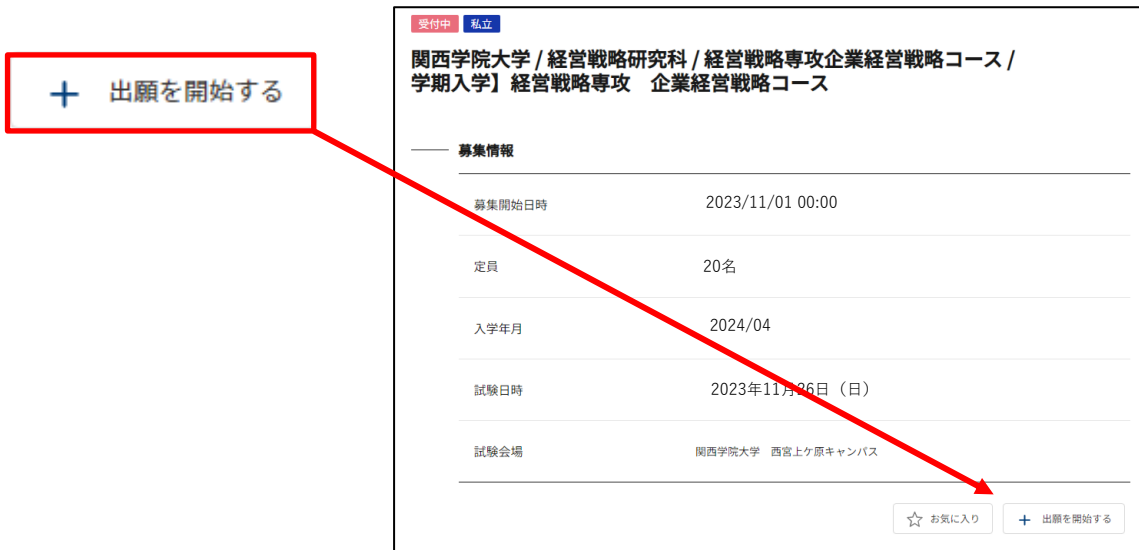 出願を開始する
受付中 私立
関西学院大学 / 経営戦略研究科 / 経営戦略専攻企業経営戦略コース /
学期入学】経営戦略専攻 企業経営戦略コース
募集情報
募集開始日時 2023/11/01 00:00
定員 20名
入学年月 2024/04
試験日時 2023年11月26日（日）
試験会場 関西学院大学 西宮上ケ原キャンパス
お気に入り 出願を開始する